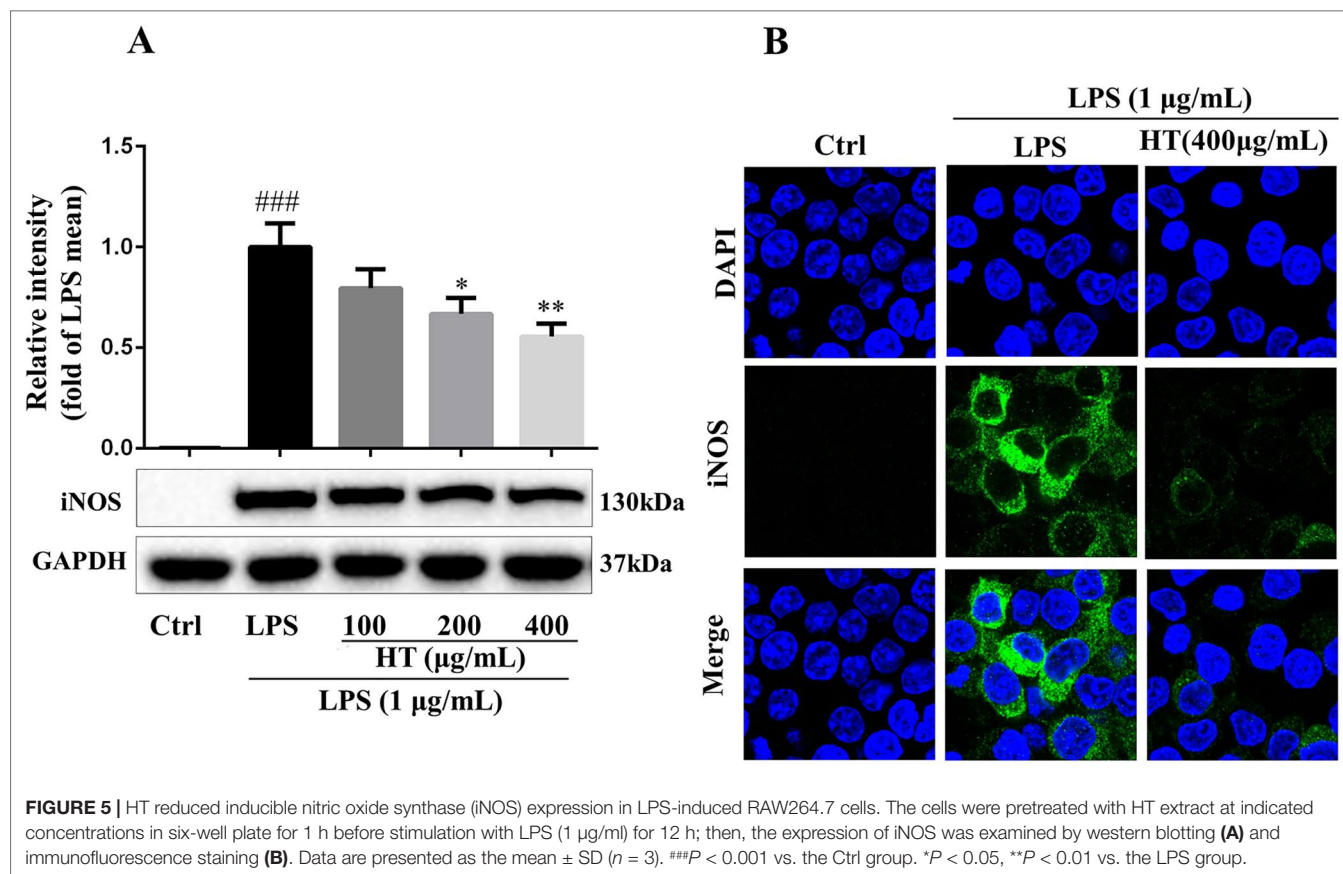 A
B
LPS (1 µg/mL)
Ctrl
LPS
HT(400µg/mL)
Relative intensity
(fold of LPS mean)
1.5
1.0
0.5
0.0
###
*
**
DAPI
iNOS
Merge
iNOS
130kDa
GAPDH
37kDa
Ctrl
LPS
100
200
400
HT (µg/mL)
LPS (1 µg/mL)
FIGURE 5 | HT reduced inducible nitric oxide synthase (iNOS) expression in LPS-induced RAW264.7 cells. The cells were pretreated with HT extract at indicated
concentrations in six-well plate for 1 h before stimulation with LPS (1 µg/ml) for 12 h; then, the expression of iNOS was examined by western blotting (A) and
immunofluorescence staining (B). Data are presented as the mean ± SD (n = 3). ###P < 0.001 vs. the Ctrl group. *P < 0.05, **P < 0.01 vs. the LPS group.